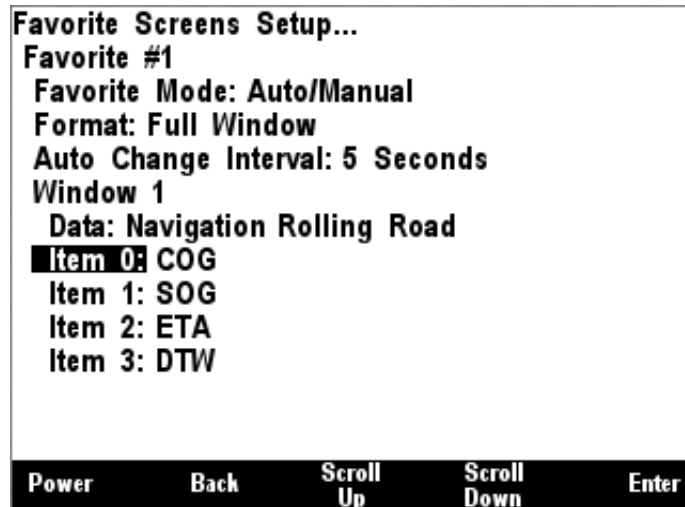 Favorite Screens Setup...
Favorite #1
Favorite Mode: Auto/Manual
Format: Full Window
Auto Change Interval: 5 Seconds
Window 1
Data: Navigation Rolling Road
Item 0: COG
Item 1: SOG
Item 2: ETA
Item 3: DTW
Power Back Scroll Up Scroll Down Enter